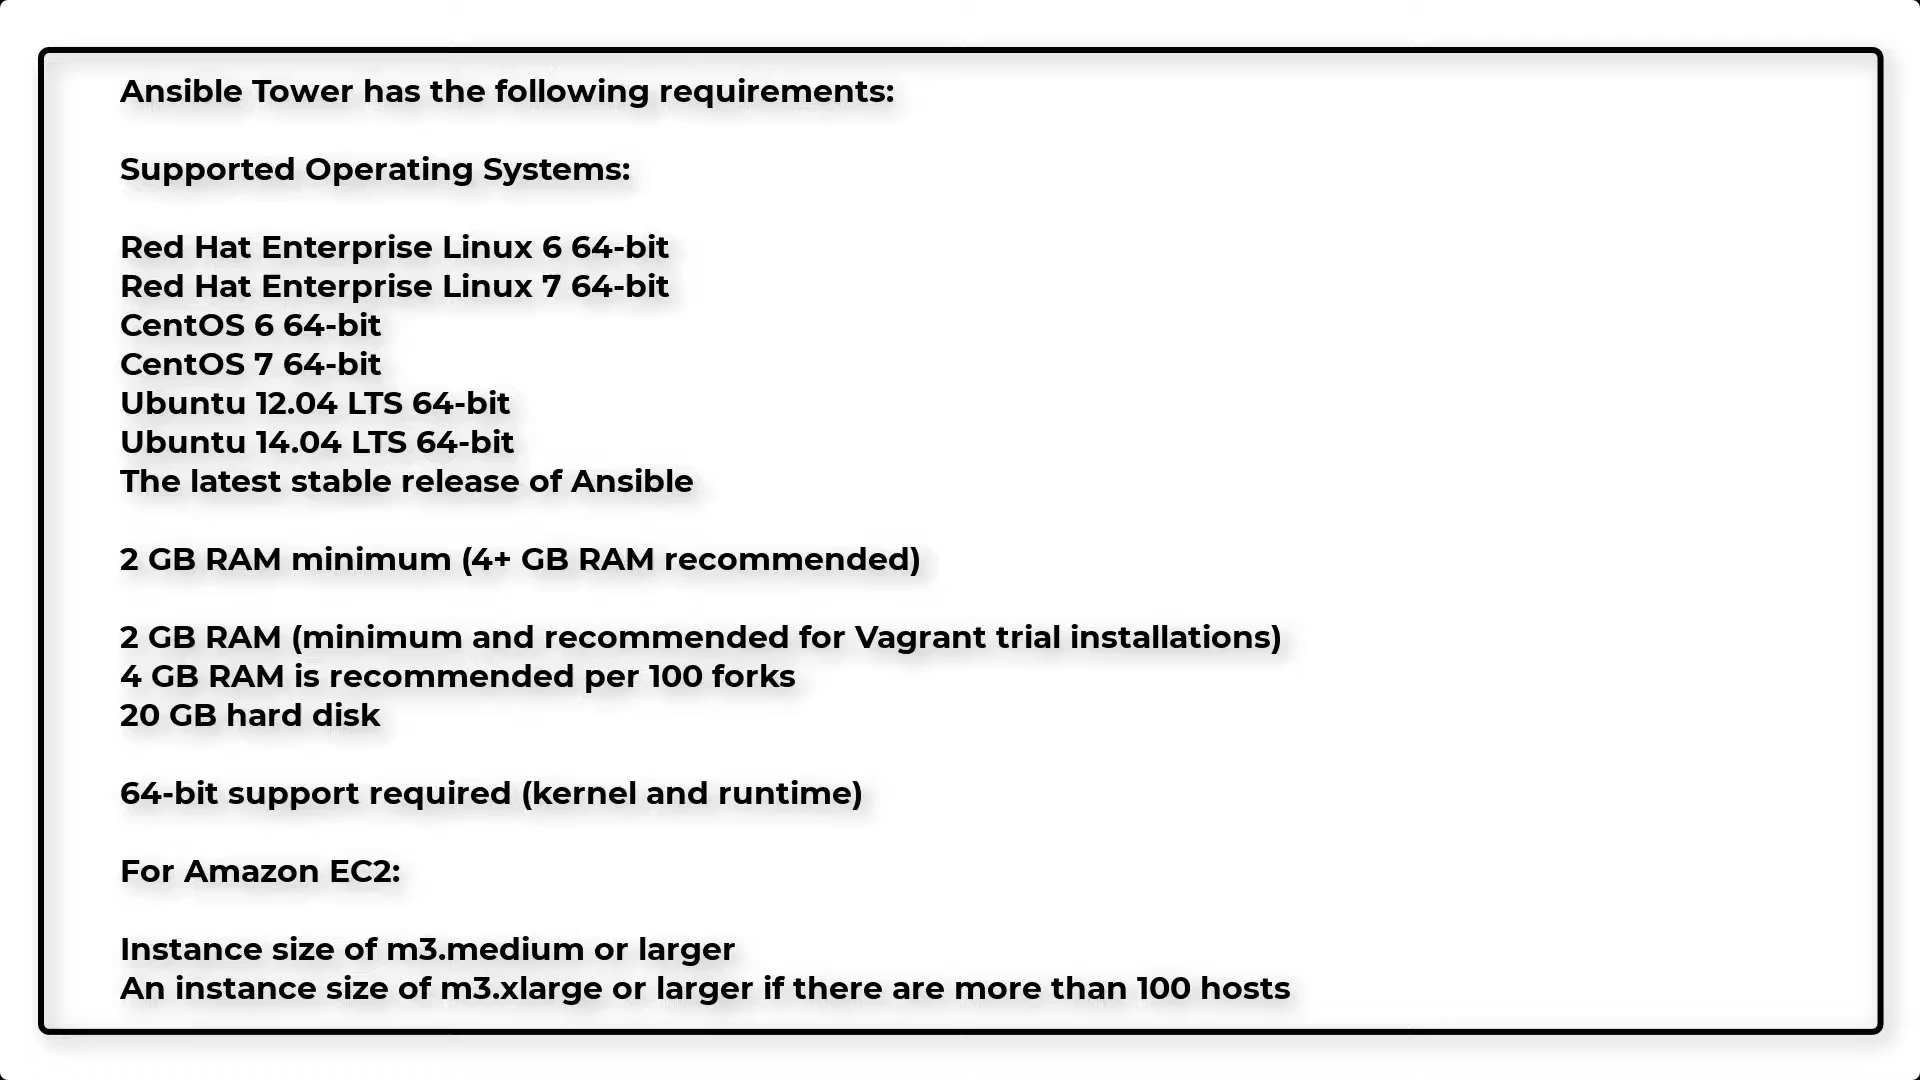 Ansible Tower has the following requirements:
Supported Operating Systems:
Red Hat Enterprise Linux 6 64-bit
Red Hat Enterprise Linux 7 64-bit
CentOS 6 64-bit
CentOS 7 64-bit
Ubuntu 12.04 LTS 64-bit
Ubuntu 14.04 LTS 64-bit
The latest stable release of Ansible
2 GB RAM minimum (4+ GB RAM recommended)
2 GB RAM (minimum and recommended for Vagrant trial installations)
4 GB RAM is recommended per 100 forks
20 GB hard disk
64-bit support required (kernel and runtime)
For Amazon EC2:
Instance size of m3.medium or larger
An instance size of m3.xlarge or larger if there are more than 100 hosts